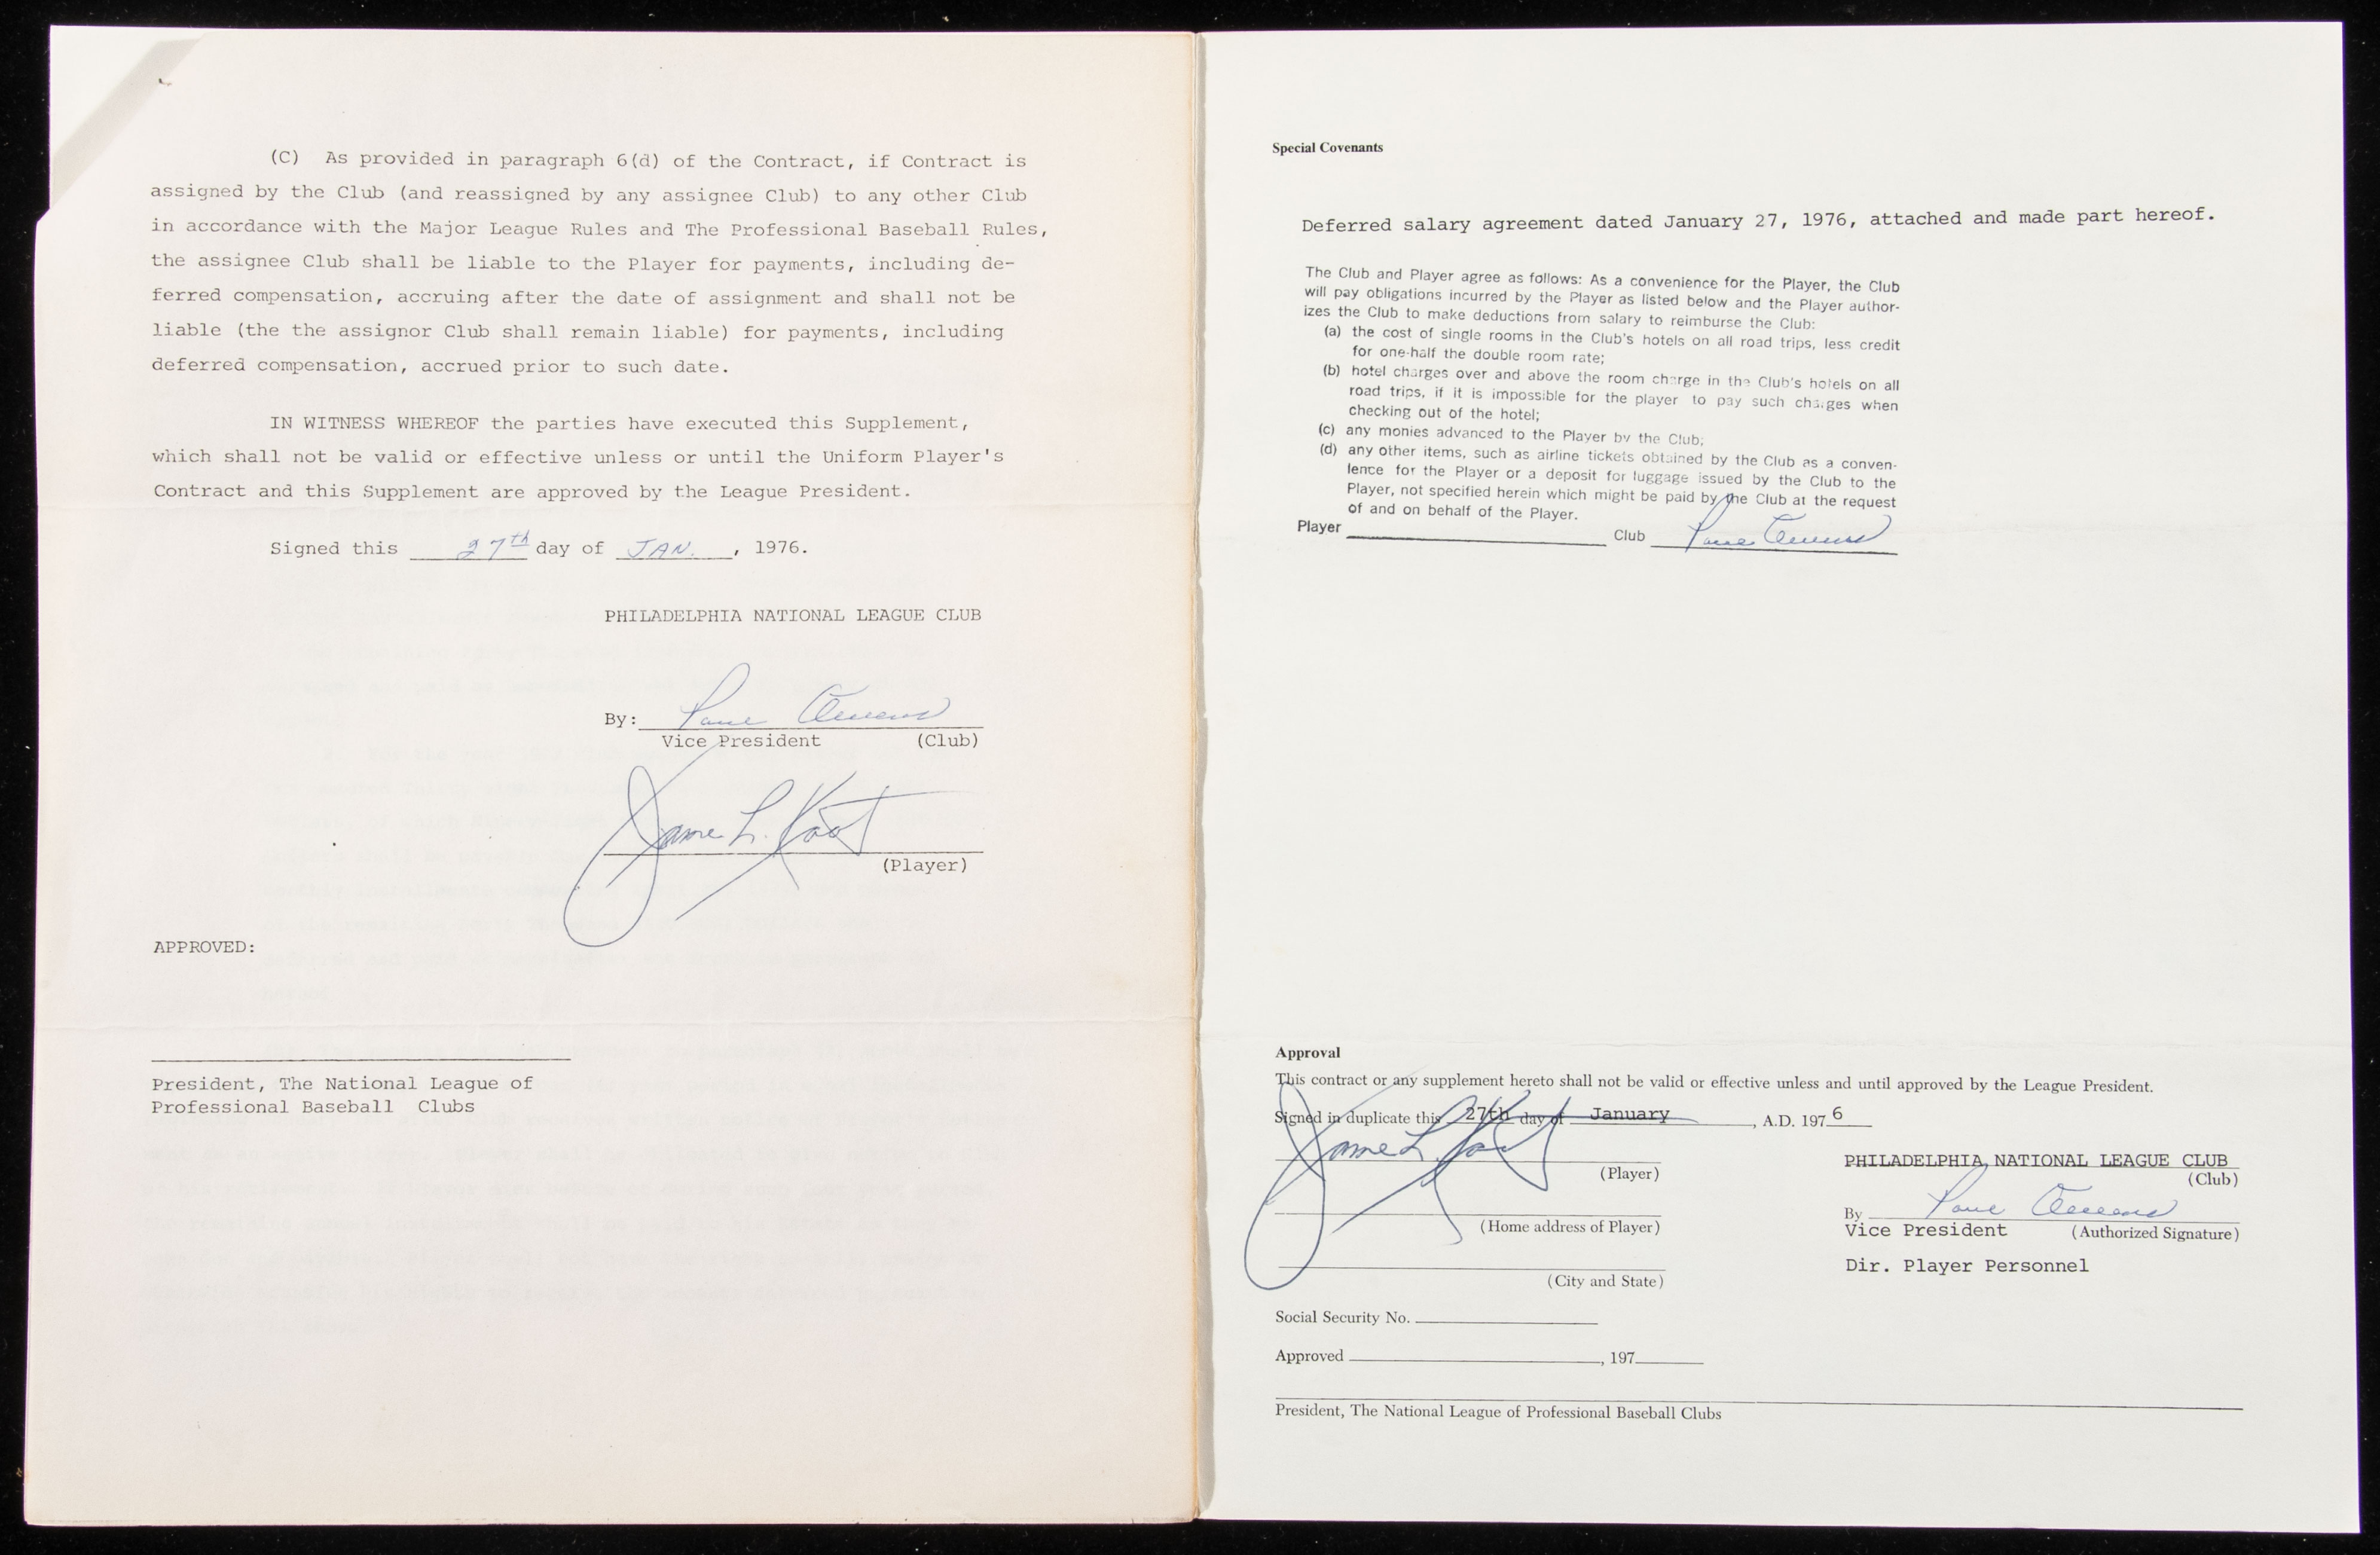 (C) As provided in paragraph 6(d) of the Contract, if Contract is
assigned by the Club (and reassigned by any assignee Club) to any other Club
in accordance with the Major League Rules and The Professional Baseball Rules,
the assignee Club shall be liable to the Player for payments, including de-
ferred compensation, accruing after the date of assignment and shall not be
liable (the the assignor Club shall remain liable) for payments, including
deferred compensation, accrued prior to such date.
IN WITNESS WHEREOF the parties have executed this Supplement,
which shall not be valid or effective unless or until the Uniform Player's
Contract and this Supplement are approved by the League President.
Signed this 27th day of JAN., 1976.
PHILADELPHIA NATIONAL LEAGUE CLUB
By:
Vice President (Club)
James L. Kaat
(Player)
APPROVED:
President, The National League of
Professional Baseball Clubs
Special Covenants
Deferred salary agreement dated January 27, 1976, attached and made part hereof.
The Club and Player agree as follows: As a convenience for the Player, the Club
will pay obligations incurred by the Player as listed below and the Player author-
izes the Club to make deductions from salary to reimburse the Club:
(a) the cost of single rooms in the Club's hotels on all road trips, less credit
for one-half the double room rate;
(b) hotel charges over and above the room charge in the Club's hotels on all
road trips, if it is impossible for the player to pay such charges when
checking out of the hotel;
(c) any monies advanced to the Player by the Club;
(d) any other items, such as airline tickets obtained by the Club as a conven-
ience for the Player or a deposit for luggage issued by the Club to the
Player, not specified herein which might be paid by the Club at the request
of and on behalf of the Player.
Player Club
Approval
This contract or any supplement hereto shall not be valid or effective unless and until approved by the League President.
Signed in duplicate this 27th day of January, A.D. 1976
James L. Kaat
(Player)
(Home address of Player)
(City and State)
Social Security No.
Approved , 197
President, The National League of Professional Baseball Clubs
PHILADELPHIA NATIONAL LEAGUE CLUB
(Club)
By
Vice President (Authorized Signature)
Dir. Player Personnel